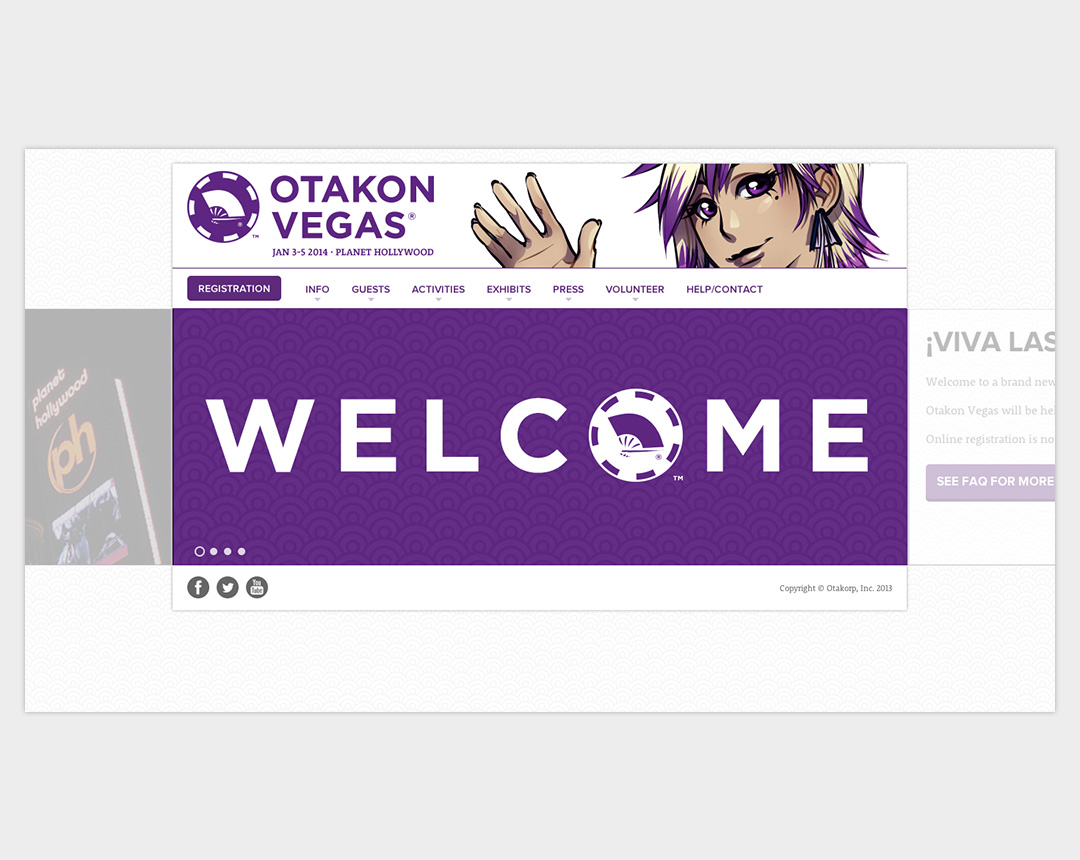 OTAKON
VEGAS®
™
JAN 3-5 2014 · PLANET HOLLYWOOD
REGISTRATION
INFO
GUESTS
ACTIVITIES
EXHIBITS
PRESS
VOLUNTEER
HELP/CONTACT
planet
hollywood
ph
WELCOME
®
™
¡VIVA LAS
Welcome to a brand new
Otakon Vegas will be hel
Online registration is no
SEE FAQ FOR MORE
f
You
Tube
Copyright © Otakorp, Inc. 2013